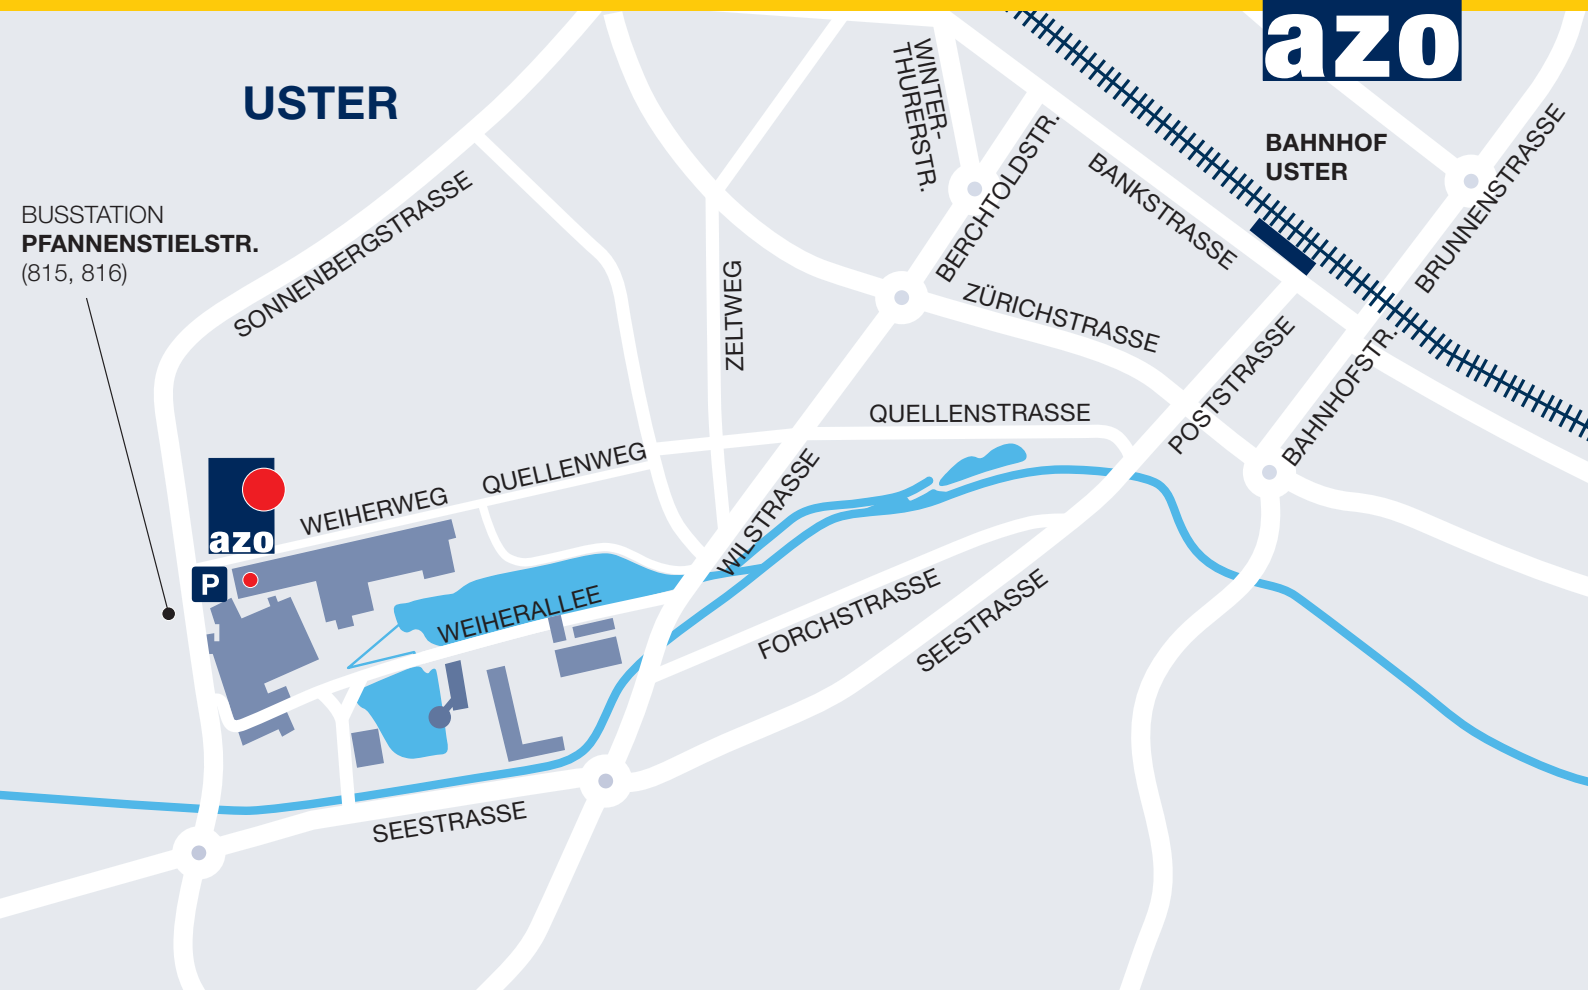 azo
USTER
BAHNHOF
USTER
BUSSTATION
PFANNENSTIELSTR.
(815, 816)
SONNENBERGSTRASSE
WINTER-
THURERSTR.
BERCHTOLDSTR.
BANKSTRASSE
BRUNNENSTRASSE
ZELTWEG
ZÜRICHSTRASSE
POSTSTRASSE
BAHNHOFSTR.
QUELLENSTRASSE
QUELLENWEG
WEIHERWEG
azo
P
WILSTRASSE
WEIHERALLEE
FORCHSTRASSE
SEESTRASSE
SEESTRASSE